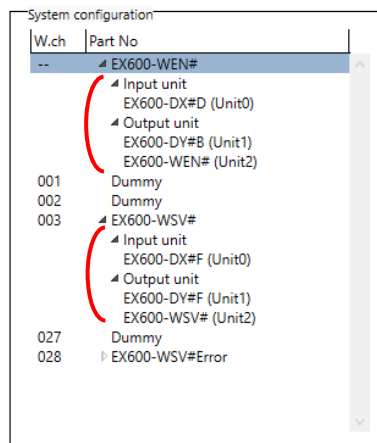 System configuration
W.ch Part No
-- EX600-WEN#
Input unit
EX600-DX#D (Unit0)
Output unit
EX600-DY#B (Unit1)
EX600-WEN# (Unit2)
001 Dummy
002 Dummy
003 EX600-WSV#
Input unit
EX600-DX#F (Unit0)
Output unit
EX600-DY#F (Unit1)
EX600-WSV# (Unit2)
027 Dummy
028 EX600-WSV#Error